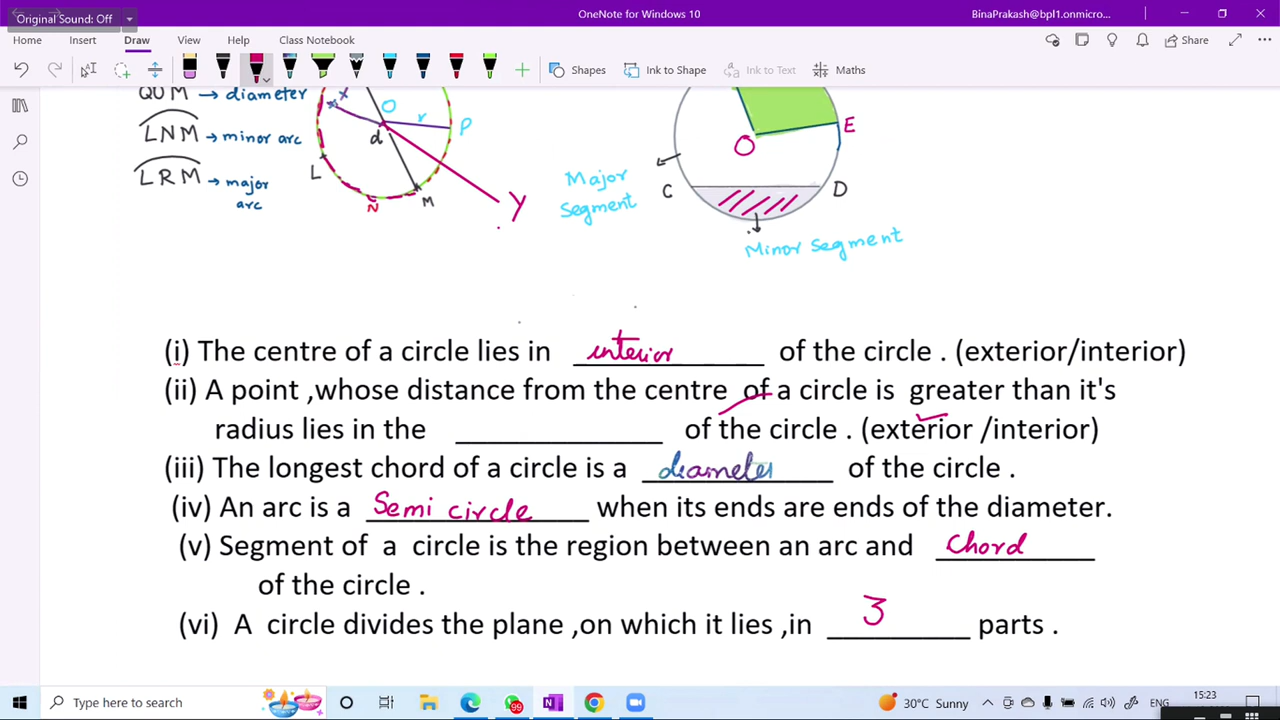 Original Sound: Off
OneNote for Windows 10
BinaPrakash@bpl1.onmicro...
Home Insert Draw View Help Class Notebook
Share
Shapes Ink to Shape Ink to Text Maths
QOM → diameter
LNM → minor arc
LRM → major
arc
x
O
r
P
d
L
N
M
Y
Major
Segment
O
E
C
D
Minor Segment
(i) The centre of a circle lies in interior of the circle . (exterior/interior)
(ii) A point ,whose distance from the centre of a circle is greater than it's
radius lies in the ____________ of the circle . (exterior /interior)
(iii) The longest chord of a circle is a diameter of the circle .
(iv) An arc is a Semi circle when its ends are ends of the diameter.
(v) Segment of a circle is the region between an arc and chord
of the circle .
(vi) A circle divides the plane ,on which it lies ,in 3 parts .
Type here to search
99
30°C Sunny
ENG
15:23